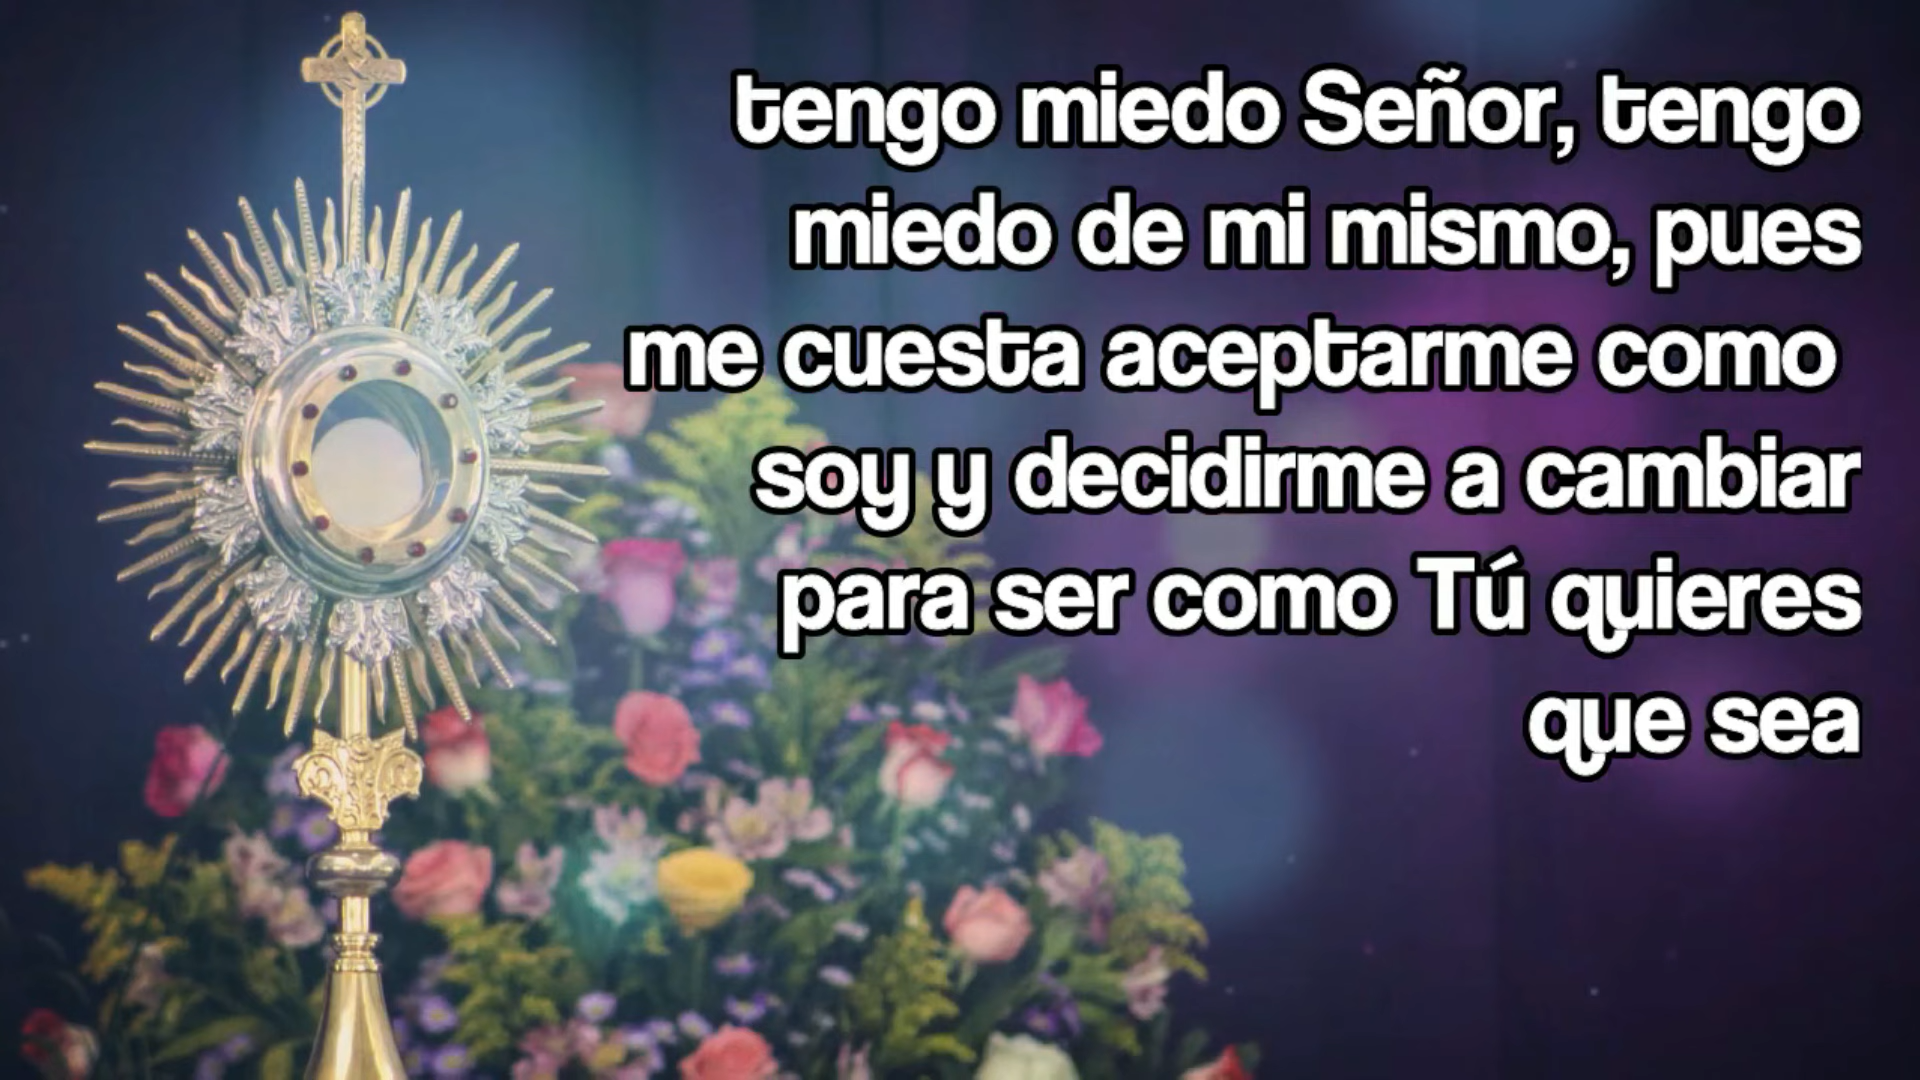 tengo miedo Señor, tengo
miedo de mi mismo, pues
me cuesta aceptarme como
soy y decidirme a cambiar
para ser como Tú quieres
que sea